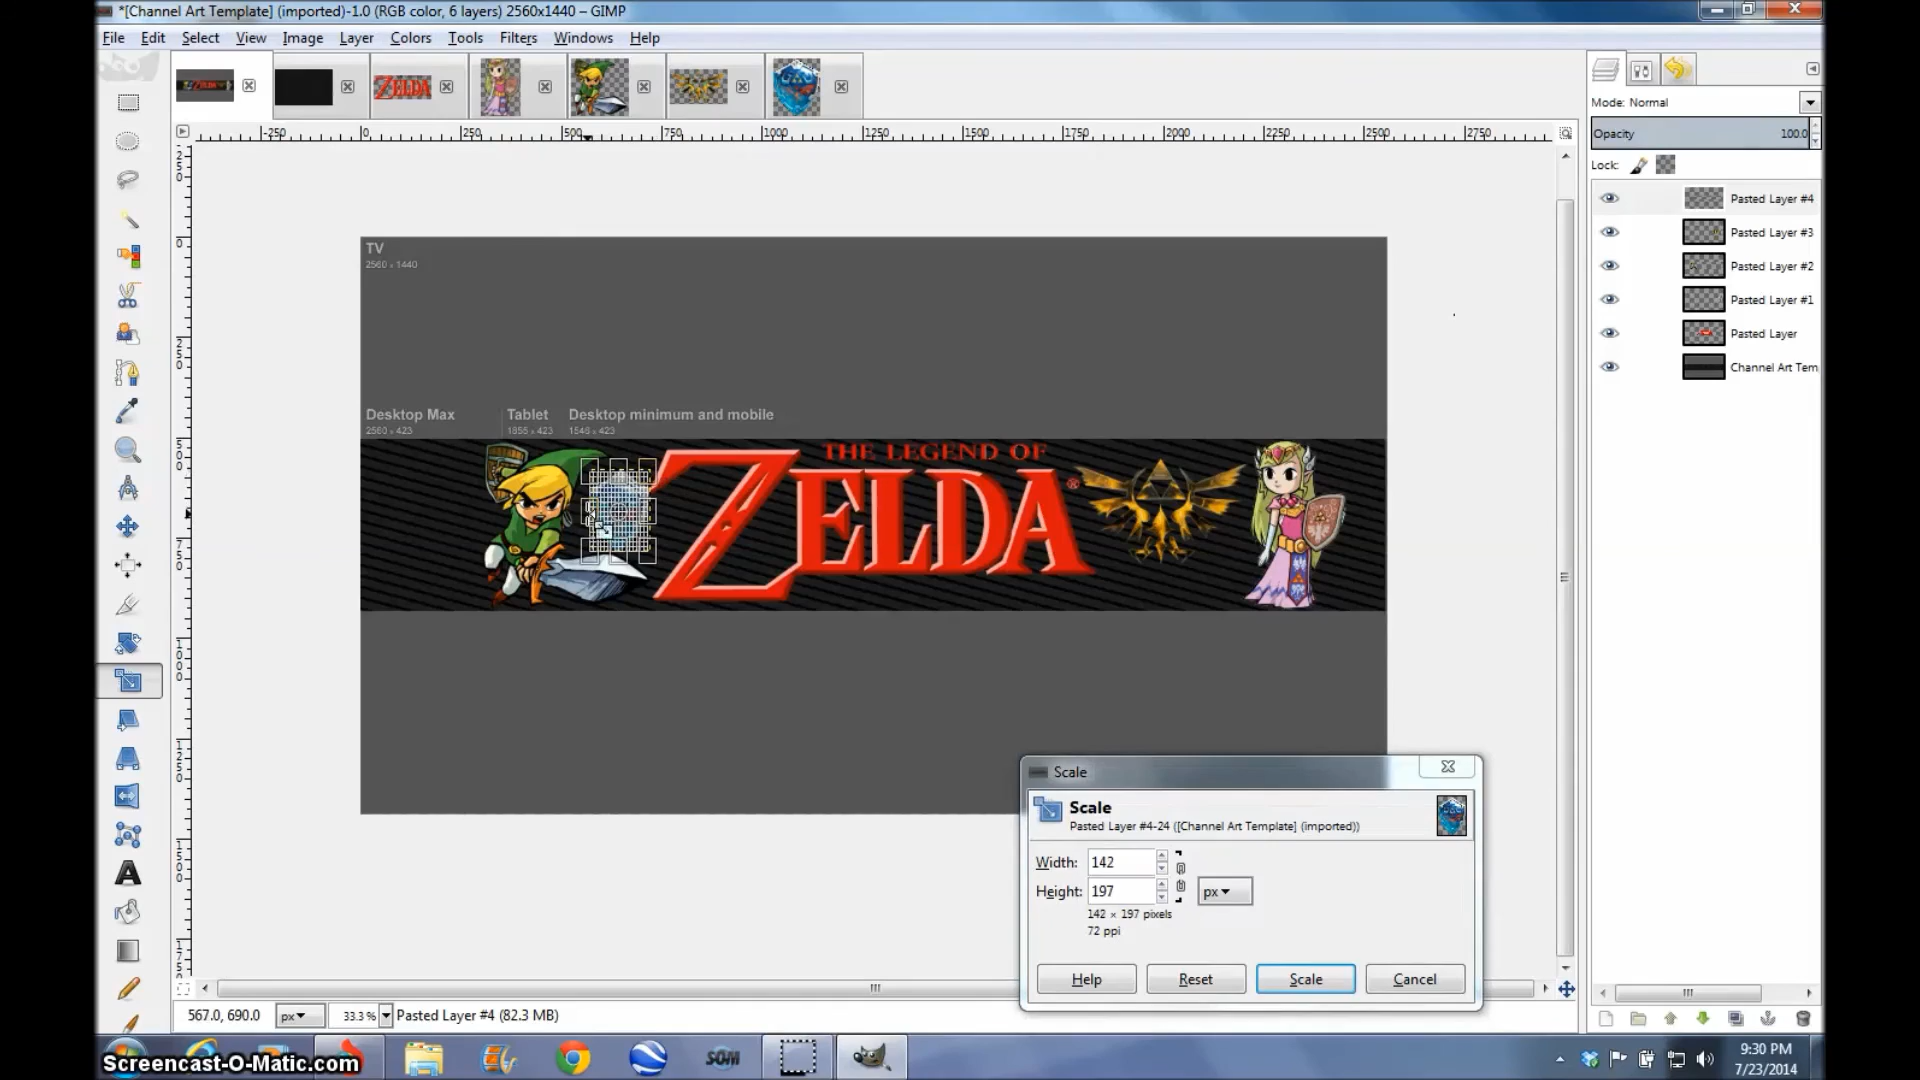 *[Channel Art Template] (imported)-1.0 (RGB color, 6 layers) 2560x1440 – GIMP
File Edit Select View Image Layer Colors Tools Filters Windows Help
ZELDA
Mode: Normal
Opacity 100.0
Lock:
-250 0 250 500 750 1000 1250 1500 1750 2000 2250 2500 2750
Pasted Layer #4
Pasted Layer #3
Pasted Layer #2
Pasted Layer #1
Pasted Layer
Channel Art Tem
TV
2560 x 1440
Desktop Max
2560 x 423
Tablet
1855 x 423
Desktop minimum and mobile
1546 x 423
THE LEGEND OF
ZELDA®
Scale
Scale
Pasted Layer #4-24 ([Channel Art Template] (imported))
Width: 142
Height: 197
px
142 × 197 pixels
72 ppi
Help Reset Scale Cancel
567.0, 690.0 px 33.3 % Pasted Layer #4 (82.3 MB)
Screencast-O-Matic.com
SOM
9:30 PM
7/23/2014